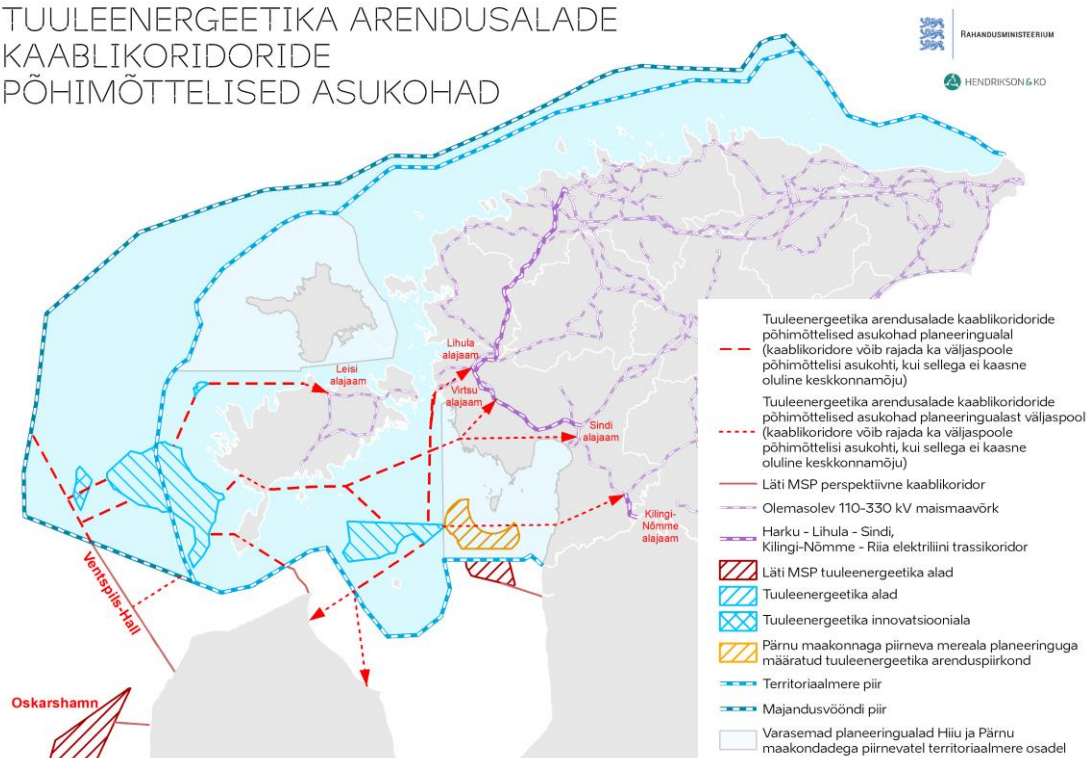 TUULEENERGEETIKA ARENDUSALADE
KAABLIKORIDORIDE
PÕHIMÕTTELISED ASUKOHAD
RAHANDUSMINISTEERIUM
HENDRIKSON & KO
Lihula
alajaam
Leisi
alajaam
Virtsu
alajaam
Sindi
alajaam
Kilingi-
Nõmme
alajaam
Ventspils-Hall
Oskarshamn
Tuuleenergeetika arendusalade kaablikoridoride
põhimõttelised asukohad planeeringualal
(kaablikoridore võib rajada ka väljaspoole
põhimõttelisi asukohti, kui sellega ei kaasne
oluline keskkonnamõju)
Tuuleenergeetika arendusalade kaablikoridoride
põhimõttelised asukohad planeeringualast väljaspool
(kaablikoridore võib rajada ka väljaspoole
põhimõttelisi asukohti, kui sellega ei kaasne
oluline keskkonnamõju)
Läti MSP perspektiivne kaablikoridor
Olemasolev 110-330 kV maismaavõrk
Harku - Lihula - Sindi,
Kilingi-Nõmme - Riia elektriliini trassikoridor
Läti MSP tuuleenergeetika alad
Tuuleenergeetika alad
Tuuleenergeetika innovatsiooniala
Pärnu maakonnaga piirneva mereala planeeringuga
määratud tuuleenergeetika arenduspiirkond
Territoriaalmere piir
Majandusvööndi piir
Varasemad planeeringualad Hiiu ja Pärnu
maakondadega piirnevatel territoriaalmere osadel